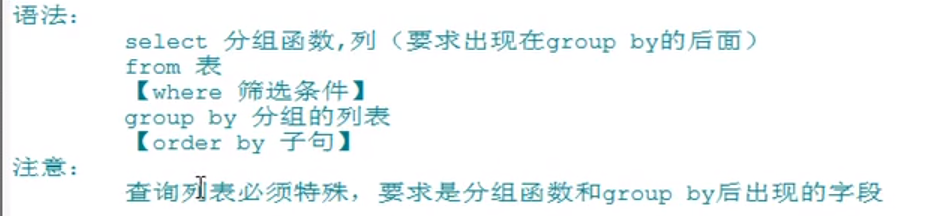 语法：
select 分组函数,列（要求出现在group by的后面）
from 表
【where 筛选条件】
group by 分组的列表
【order by 子句】
注意：
查询列表必须特殊，要求是分组函数和group by后出现的字段